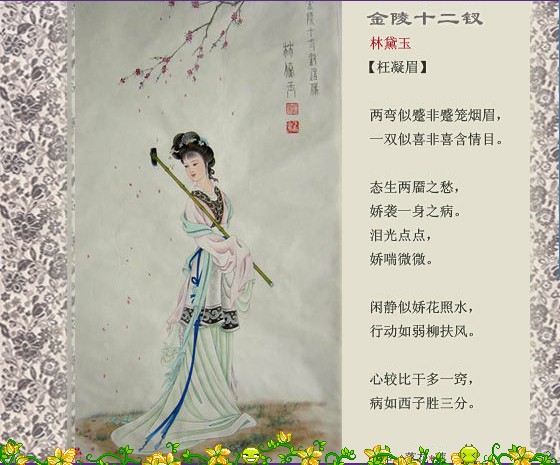 金陵十二钗
林黛玉
【枉凝眉】
两弯似蹙非蹙笼烟眉，
一双似喜非喜含情目。
态生两靥之愁，
娇袭一身之病。
泪光点点，
娇喘微微。
闲静似娇花照水，
行动如弱柳扶风。
心较比干多一窍，
病如西子胜三分。
林黛玉